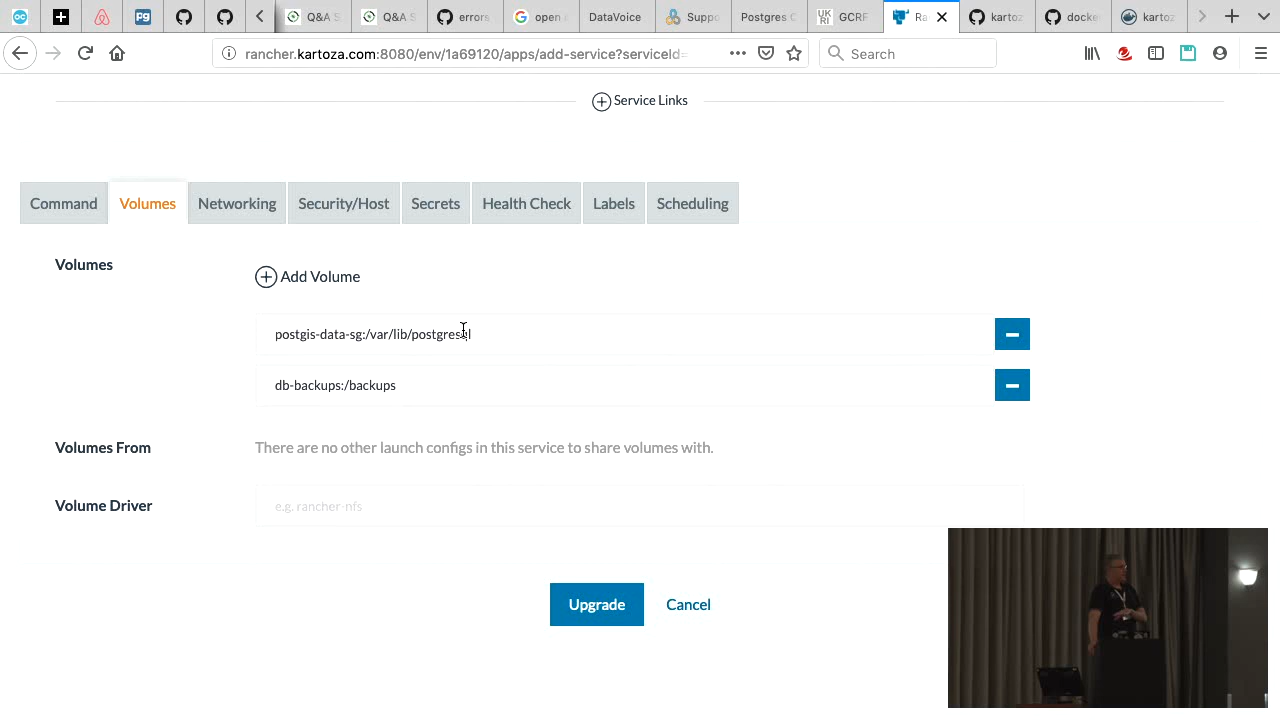 Q&A S
Q&A S
errors
open
DataVoice
Suppo
Postgres C
GCRF
Ra
kartoz
docke
kartoz
rancher.kartoza.com:8080/env/1a69120/apps/add-service?serviceId=
Search
Service Links
Command Volumes Networking Security/Host Secrets Health Check Labels Scheduling
Volumes
Add Volume
postgis-data-sg:/var/lib/postgresql
db-backups:/backups
Volumes From There are no other launch configs in this service to share volumes with.
Volume Driver e.g. rancher-nfs
Upgrade Cancel